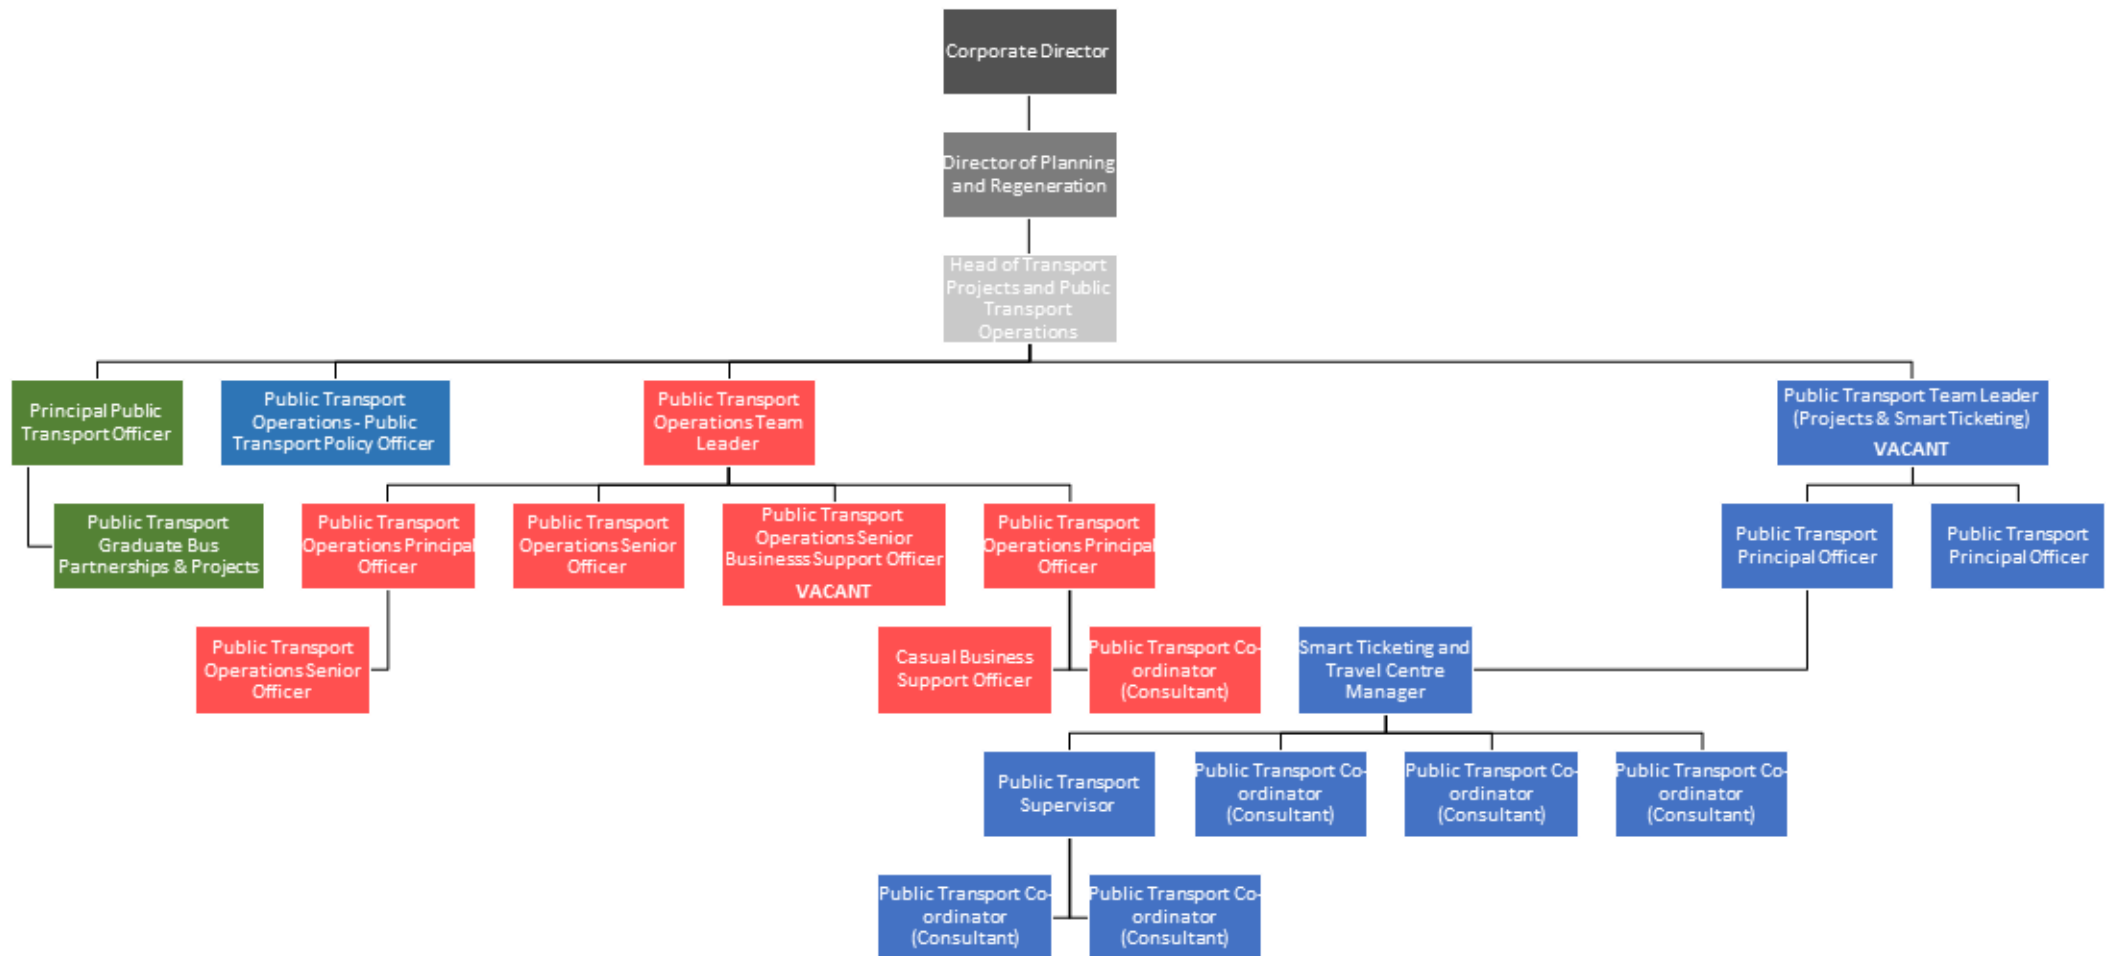 Corporate Director
Director of Planning
and Regeneration
Head of Transport
Projects and Public
Transport
Operations
Principal Public
Transport Officer
Public Transport
Operations - Public
Transport Policy Officer
Public Transport
Operations Team
Leader
Public Transport Team Leader
(Projects & Smart Ticketing)
VACANT
Public Transport
Graduate Bus
Partnerships & Projects
Public Transport
Operations Principal
Officer
Public Transport
Operations Senior
Officer
Public Transport
Operations Senior
Businesss Support Officer
VACANT
Public Transport
Operations Principal
Officer
Public Transport
Principal Officer
Public Transport
Principal Officer
Public Transport
Operations Senior
Officer
Casual Business
Support Officer
Public Transport Co-
ordinator
(Consultant)
Smart Ticketing and
Travel Centre
Manager
Public Transport
Supervisor
Public Transport Co-
ordinator
(Consultant)
Public Transport Co-
ordinator
(Consultant)
Public Transport Co-
ordinator
(Consultant)
Public Transport Co-
ordinator
(Consultant)
Public Transport Co-
ordinator
(Consultant)